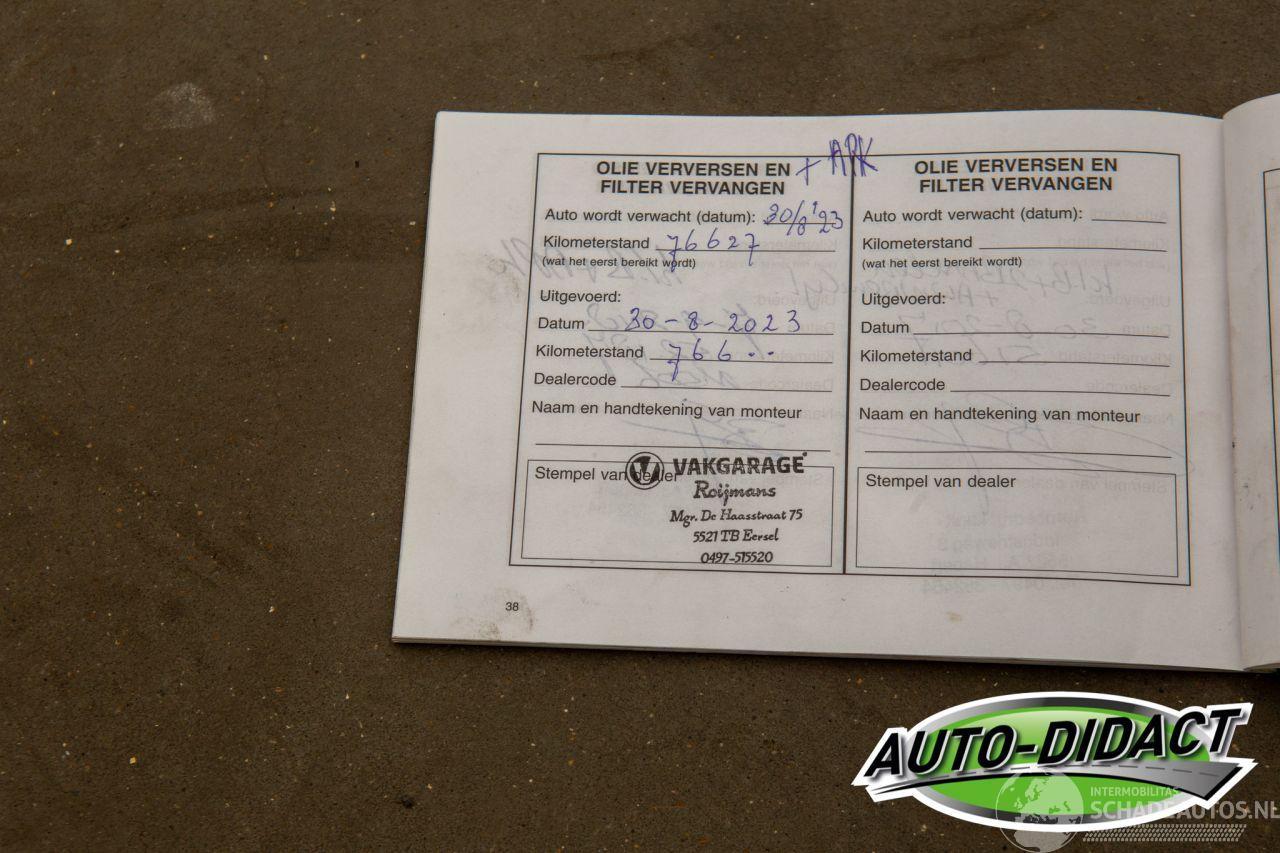 OLIE VERVERSEN EN + APK
FILTER VERVANGEN
Auto wordt verwacht (datum): 30/8 '23
Kilometerstand 76627
(wat het eerst bereikt wordt)
Uitgevoerd:
Datum 30-8-2023
Kilometerstand 766..
Dealercode
Naam en handtekening van monteur
Stempel van dealer
VAKGARAGE
Roijmans
Mgr. De Haasstraat 75
5521 TB Eersel
0497-515520
38
OLIE VERVERSEN EN
FILTER VERVANGEN
Auto wordt verwacht (datum):
Kilometerstand
(wat het eerst bereikt wordt)
Uitgevoerd:
Datum
Kilometerstand
Dealercode
Naam en handtekening van monteur
Stempel van dealer
AUTO-DIDACT
INTERMOBILITAS
SCHADEAUTOS.NL